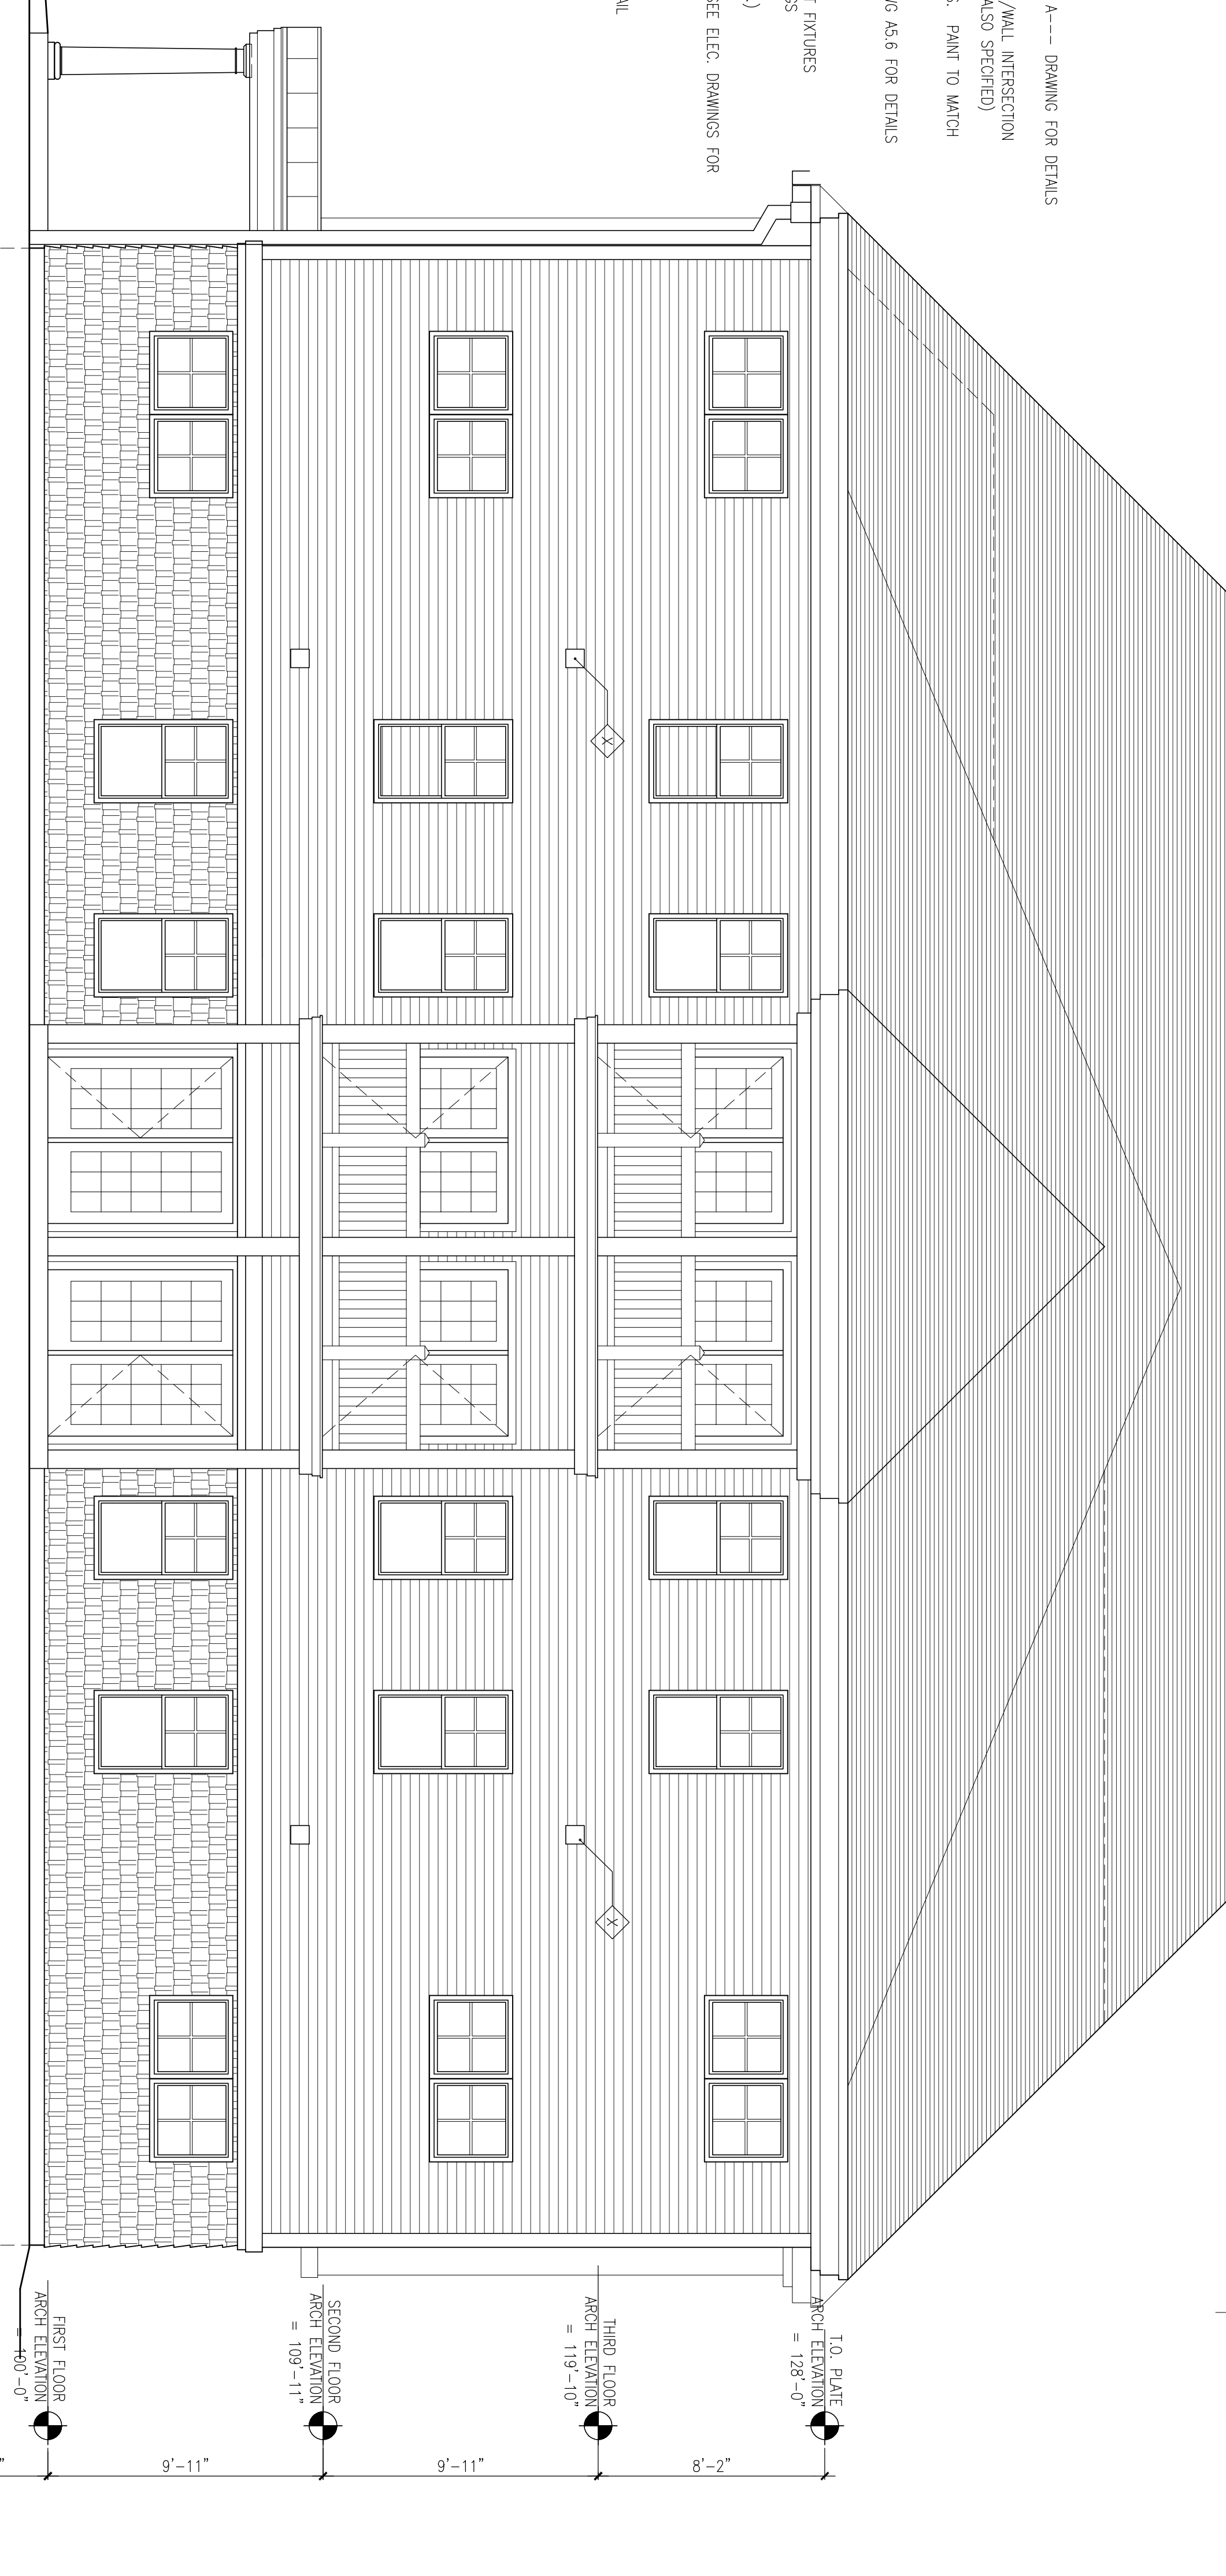 A--- DRAWING FOR DETAILS
/WALL INTERSECTION
ALSO SPECIFIED)
PAINT TO MATCH
A5.6 FOR DETAILS
FIXTURES
SEE ELEC. DRAWINGS FOR
X
X
T.O. PLATE
ARCH ELEVATION
= 128'-0"
THIRD FLOOR
ARCH ELEVATION
= 119'-10"
SECOND FLOOR
ARCH ELEVATION
= 109'-11"
FIRST FLOOR
ARCH ELEVATION
= 100'-0"
9'-11"
9'-11"
8'-2"